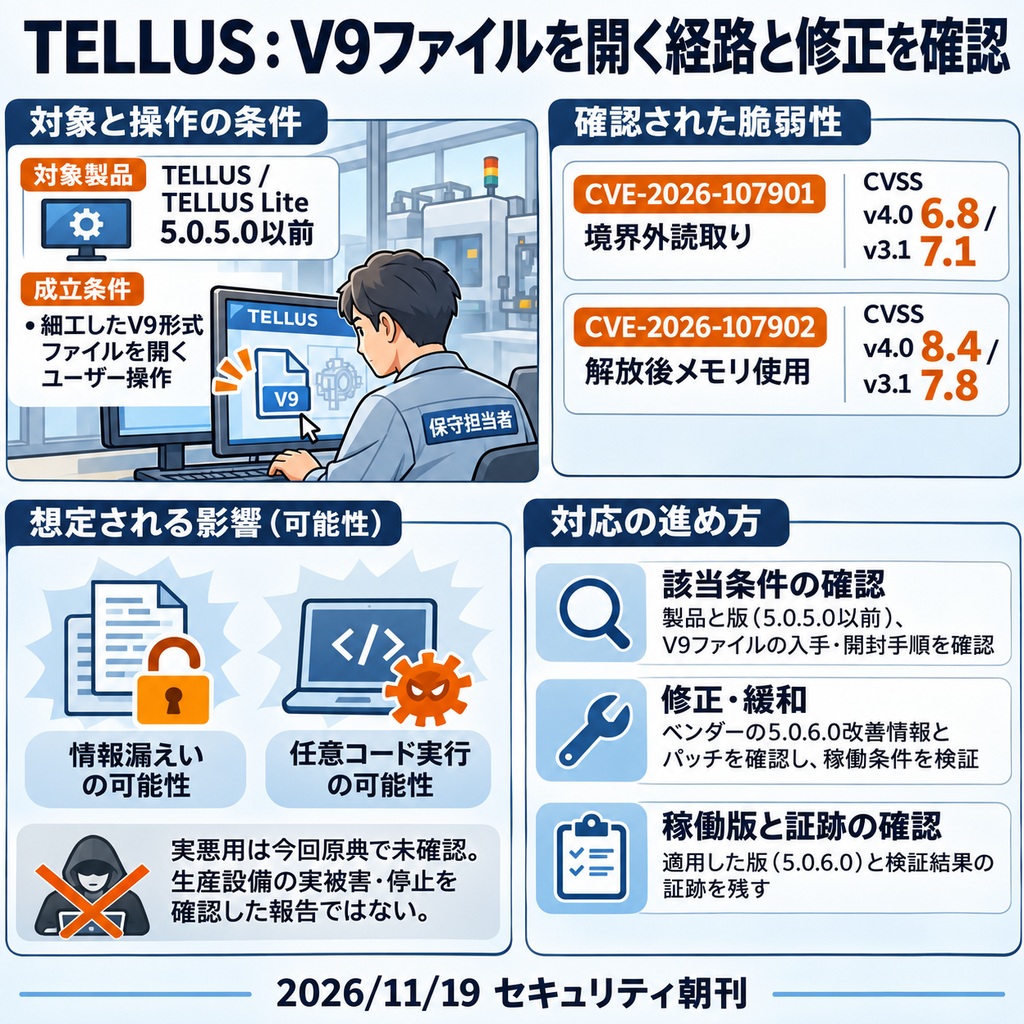 TELLUS：V9ファイルを開く経路と修正を確認
対象と操作の条件
対象製品
TELLUS /
TELLUS Lite
5.0.5.0以前
成立条件
・細工したV9形式
ファイルを開く
ユーザー操作
TELLUS
V9
保守担当者
確認された脆弱性
CVE-2026-107901
境界外読取り
CVSS
v4.0 6.8 /
v3.1 7.1
CVE-2026-107902
解放後メモリ使用
CVSS
v4.0 8.4 /
v3.1 7.8
想定される影響（可能性）
</>
情報漏えい
の可能性
任意コード実行
の可能性
実悪用は今回原典で未確認。
生産設備の実被害・停止を
確認した報告ではない。
対応の進め方
該当条件の確認
製品と版（5.0.5.0以前）、
V9ファイルの入手・開封手順を確認
修正・緩和
ベンダーの5.0.6.0改善情報と
パッチを確認し、稼働条件を検証
稼働版と証跡の確認
適用した版（5.0.6.0）と検証結果の
証跡を残す
2026/11/19 セキュリティ朝刊